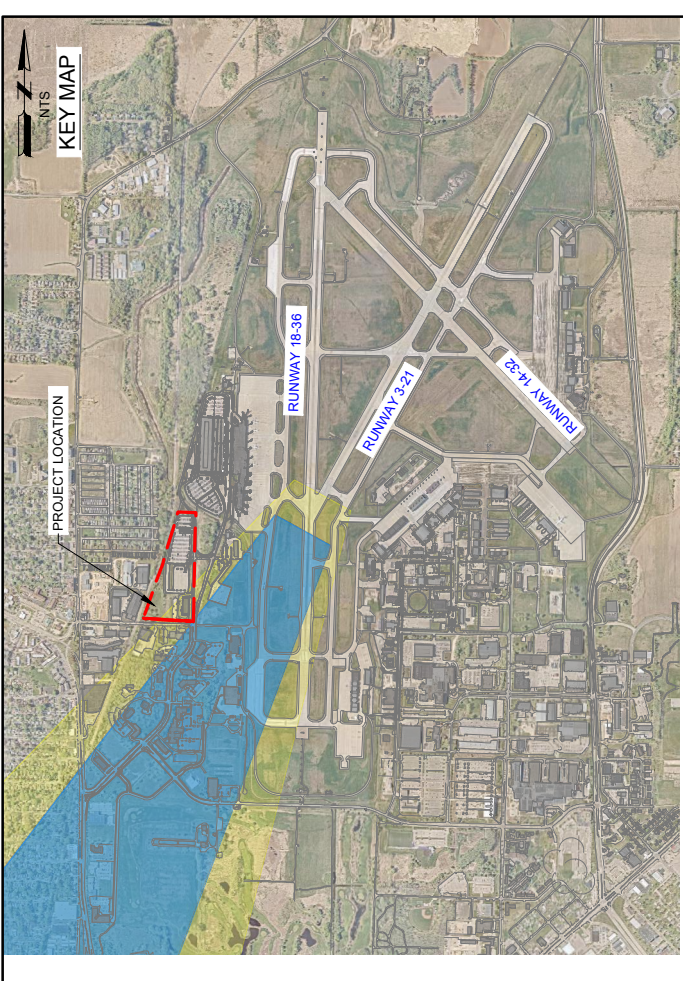 NTS
KEY MAP
PROJECT LOCATION
RUNWAY 18-36
RUNWAY 3-21
RUNWAY 14-32